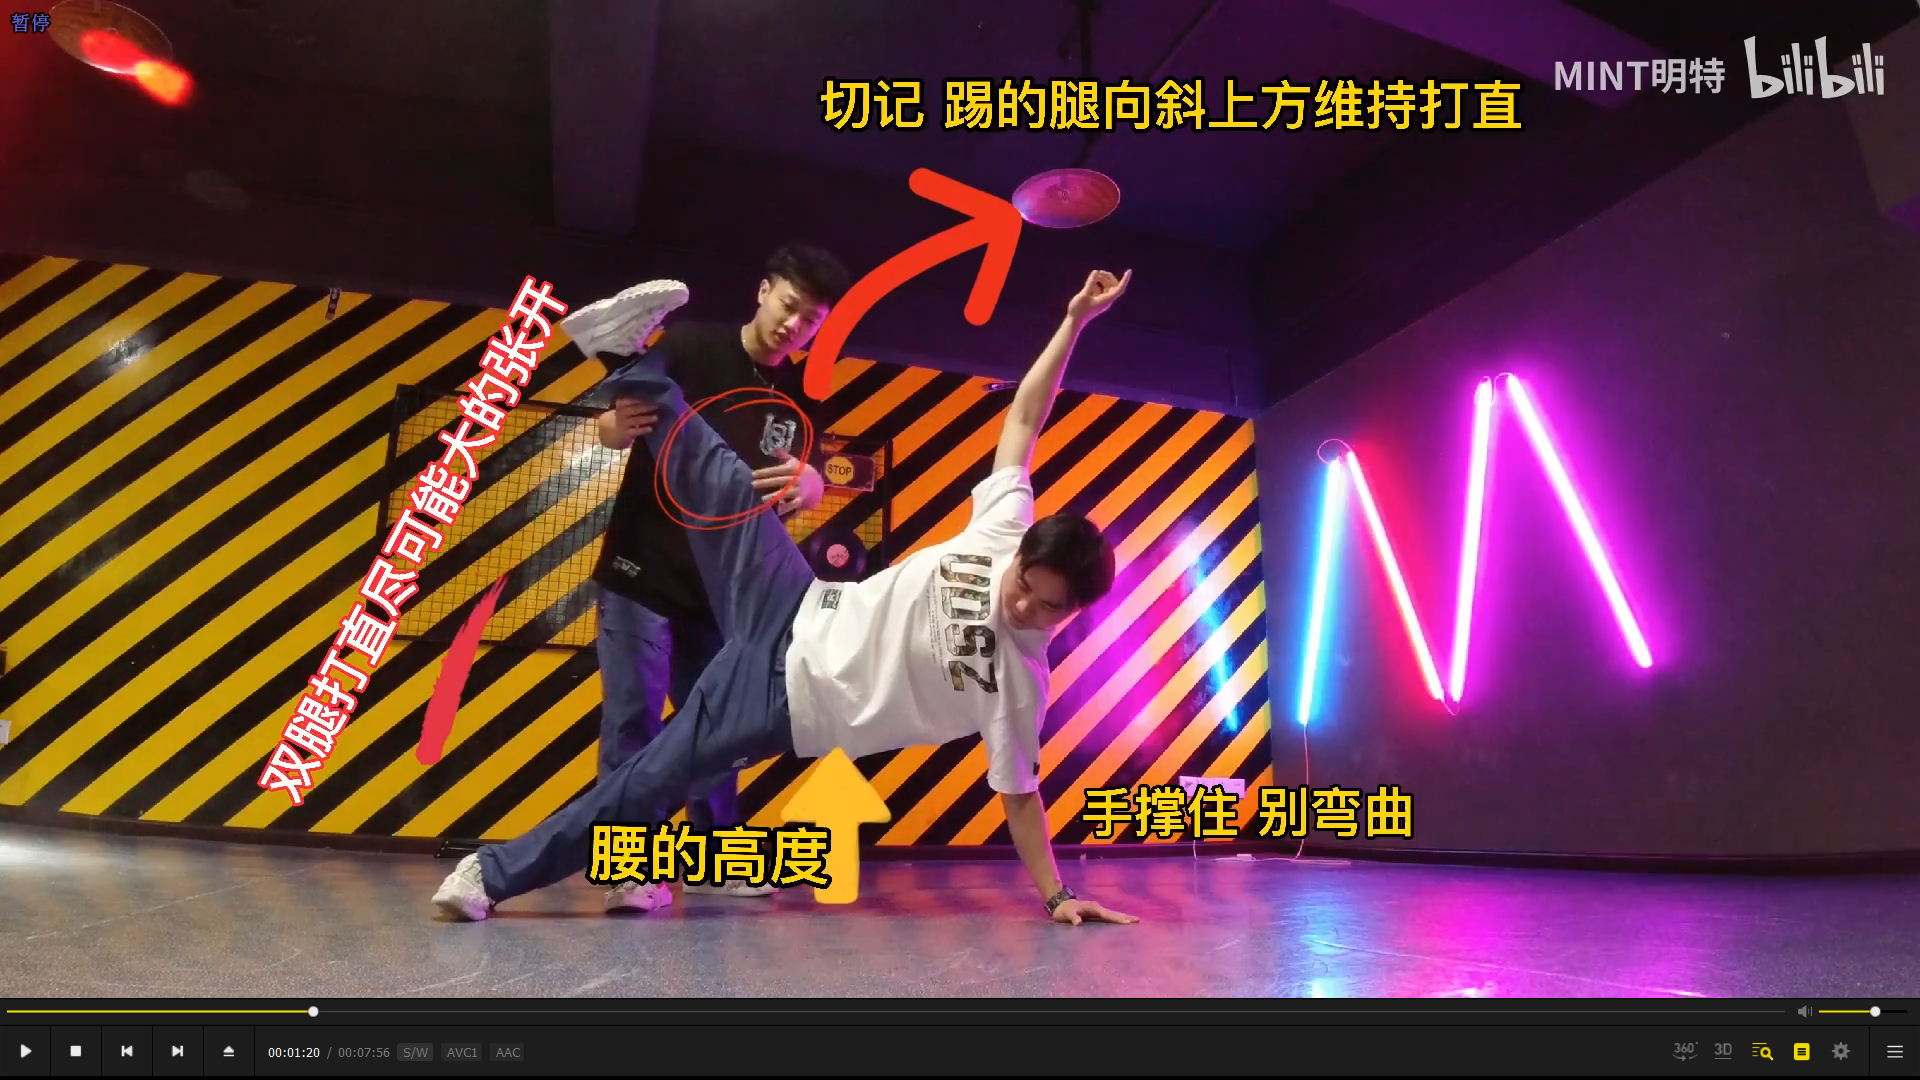 暂停
MINT明特 bilibili
切记 踢的腿向斜上方维持打直
双腿打直尽可能大的张开
STOP
ZGOU
腰的高度
手撑住 别弯曲
00:01:20 / 00:07:56 S/W AVC1 AAC
360° 3D